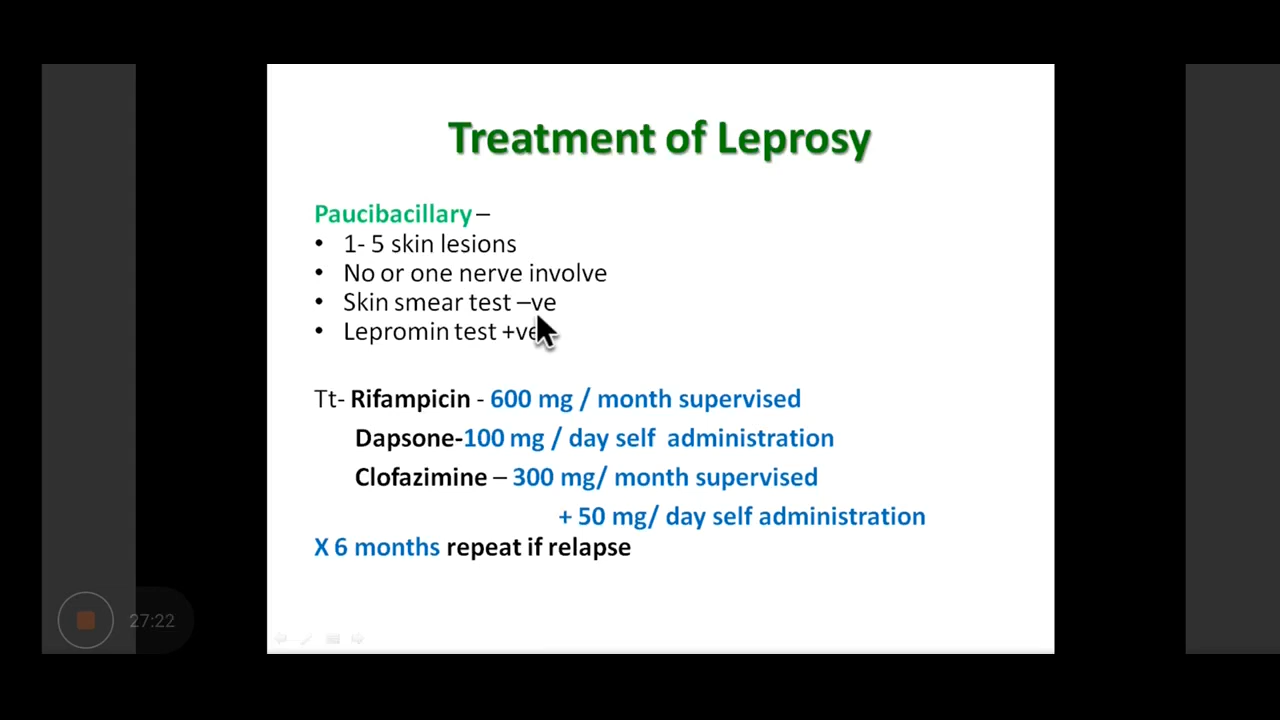 Treatment of Leprosy
Paucibacillary –
• 1- 5 skin lesions
• No or one nerve involve
• Skin smear test –ve
• Lepromin test +ve
Tt- Rifampicin - 600 mg / month supervised
Dapsone-100 mg / day self administration
Clofazimine – 300 mg/ month supervised
+ 50 mg/ day self administration
X 6 months repeat if relapse
27:22